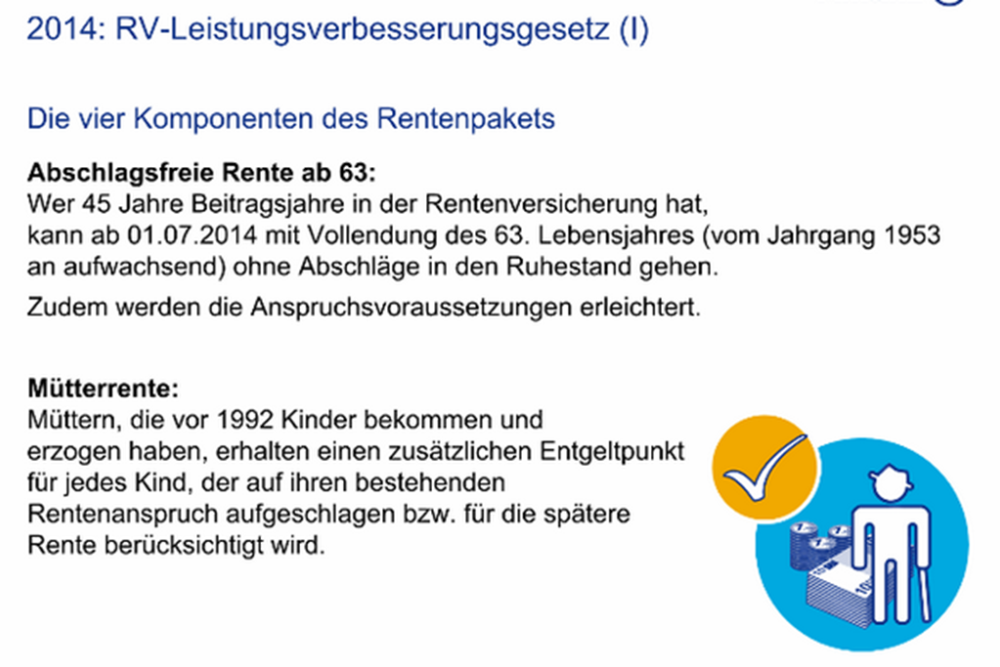 2014: RV-Leistungsverbesserungsgesetz (I)
Die vier Komponenten des Rentenpakets
Abschlagsfreie Rente ab 63:
Wer 45 Jahre Beitragsjahre in der Rentenversicherung hat,
kann ab 01.07.2014 mit Vollendung des 63. Lebensjahres (vom Jahrgang 1953
an aufwachsend) ohne Abschläge in den Ruhestand gehen.
Zudem werden die Anspruchsvoraussetzungen erleichtert.
Mütterrente:
Müttern, die vor 1992 Kinder bekommen und
erzogen haben, erhalten einen zusätzlichen Entgeltpunkt
für jedes Kind, der auf ihren bestehenden
Rentenanspruch aufgeschlagen bzw. für die spätere
Rente berücksichtigt wird.